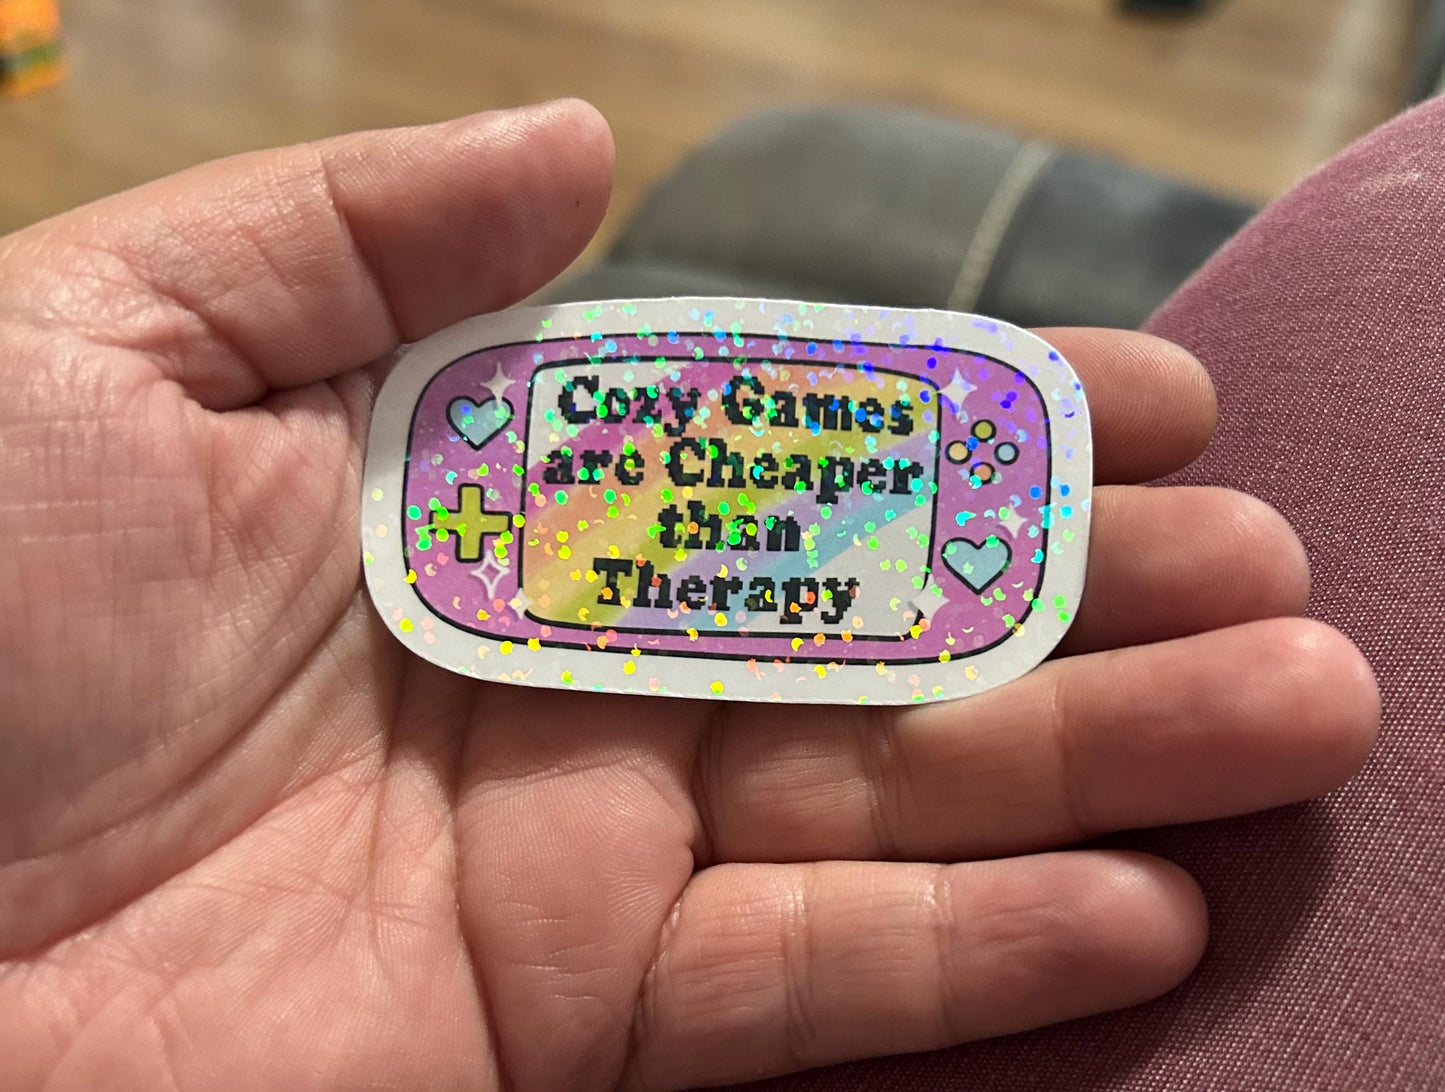 Cozy Games
are Cheaper
than
Therapy